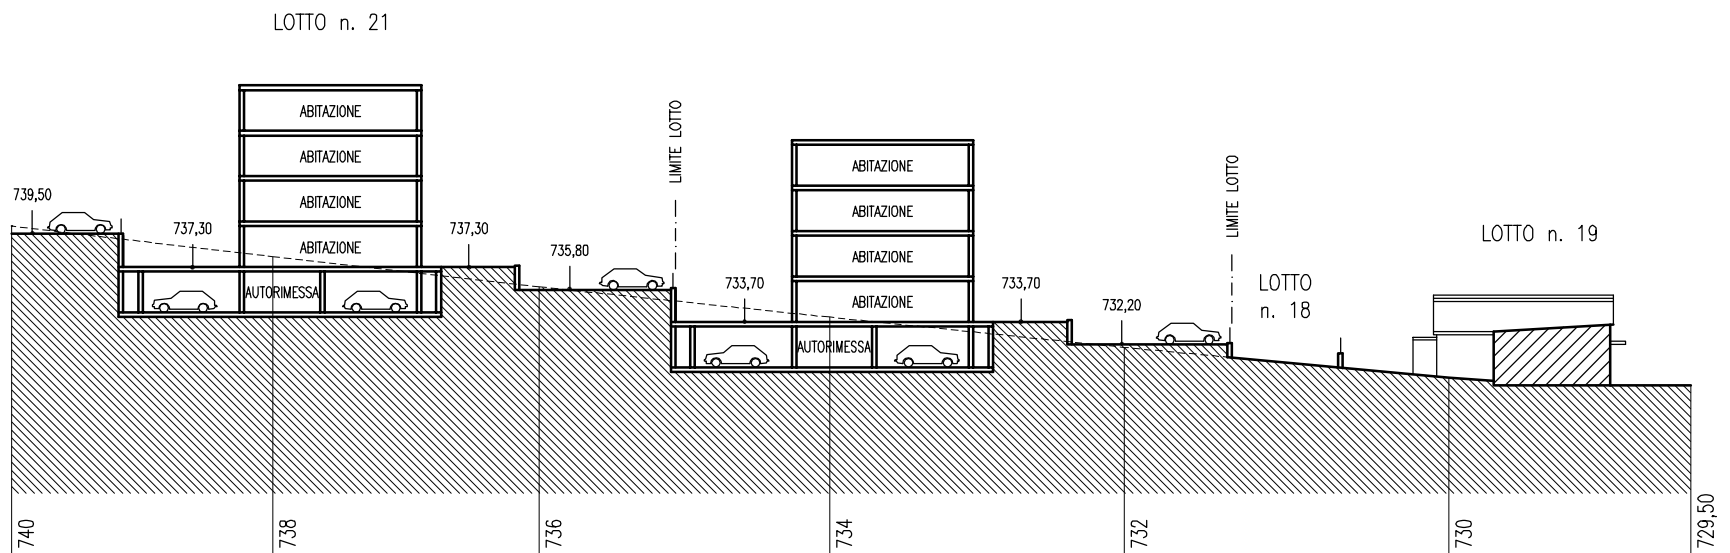 LOTTO n. 21
ABITAZIONE
ABITAZIONE
ABITAZIONE
ABITAZIONE
AUTORIMESSA
739,50
737,30
737,30
735,80
LIMITE LOTTO
ABITAZIONE
ABITAZIONE
ABITAZIONE
ABITAZIONE
AUTORIMESSA
733,70
733,70
732,20
LIMITE LOTTO
LOTTO
n. 18
LOTTO n. 19
740
738
736
734
732
730
729,50